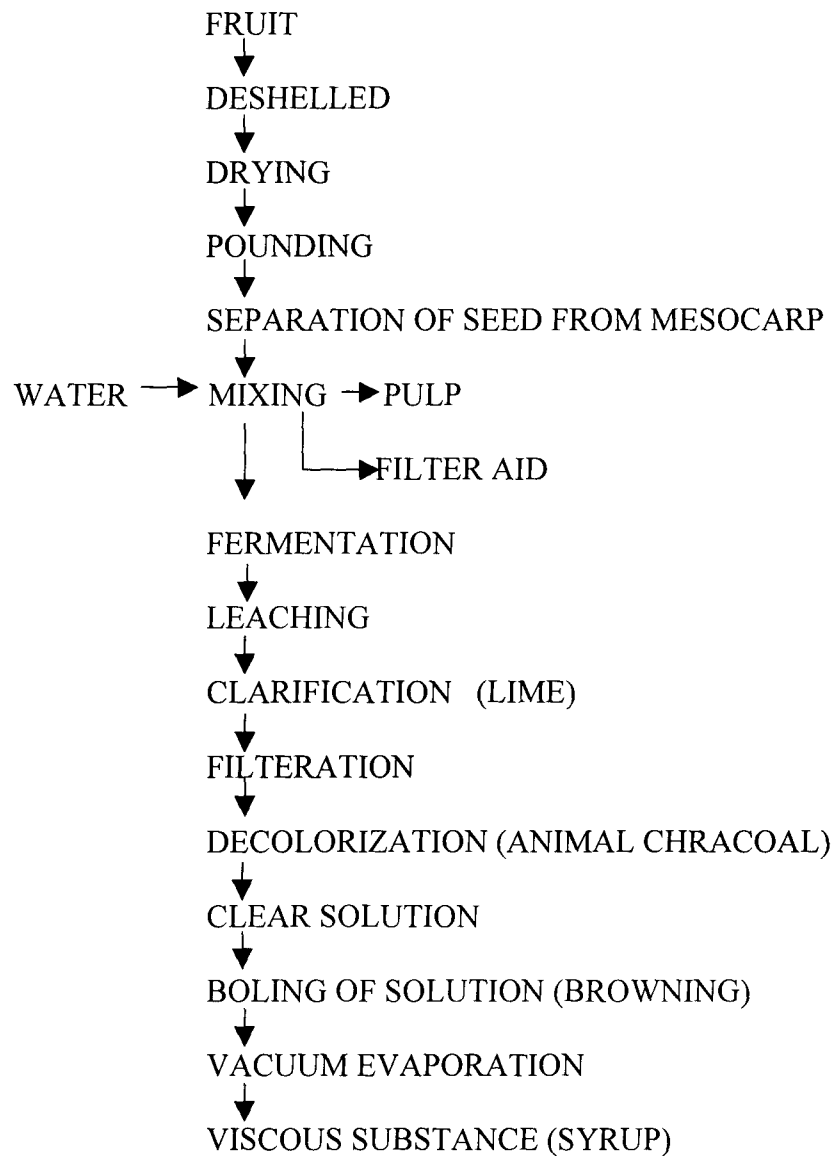 FRUIT
DESHELLED
DRYING
POUNDING
SEPARATION OF SEED FROM MESOCARP
WATER MIXING PULP
FILTER AID
FERMENTATION
LEACHING
CLARIFICATION (LIME)
FILTERATION
DECOLORIZATION (ANIMAL CHRACOAL)
CLEAR SOLUTION
BOLING OF SOLUTION (BROWNING)
VACUUM EVAPORATION
VISCOUS SUBSTANCE (SYRUP)